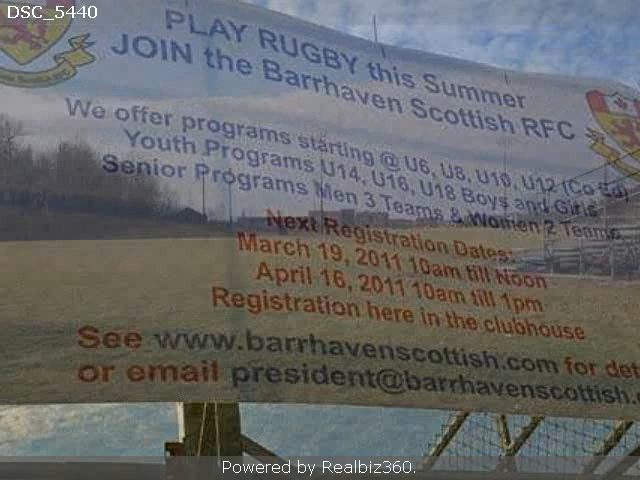 DSC_5440
PLAY RUGBY this Summer
JOIN the Barrhaven Scottish RFC
We offer programs starting @ U6, U8, U10, U12 (Co Ed)
Youth Programs U14, U16, U18 Boys and Girls
Senior Programs Men 3 Teams & Women 2 Teams
Next Registration Dates:
March 19, 2011 10am till Noon
April 16, 2011 10am till 1pm
Registration here in the clubhouse
See www.barrhavenscottish.com for det
or email president@barrhavenscottish.
Powered by Realbiz360.